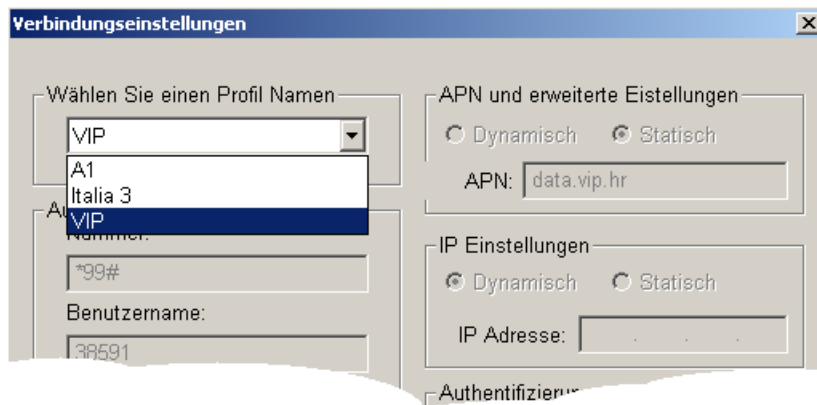 Verbindungseinstellungen
Wählen Sie einen Profil Namen
VIP
A1
Italia 3
VIP
Nummer:
*99#
Benutzername:
38591
APN und erweiterte Eistellungen
Dynamisch Statisch
APN: data.vip.hr
IP Einstellungen
Dynamisch Statisch
IP Adresse: . . .